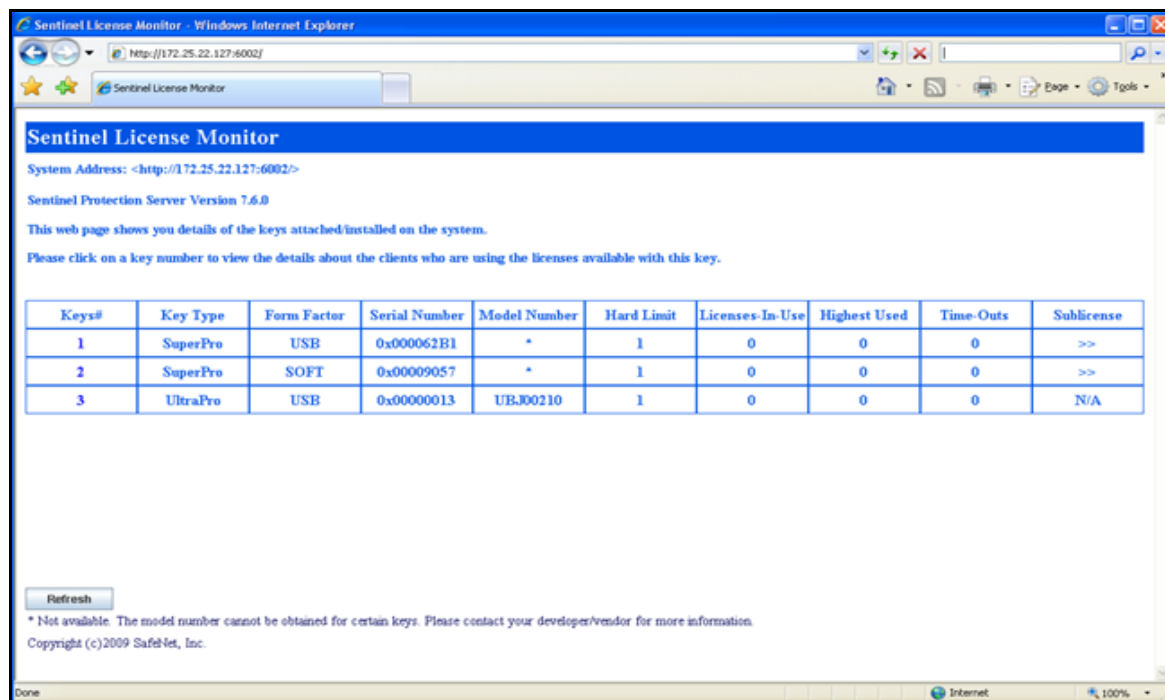 Sentinel License Monitor - Windows Internet Explorer
http://172.25.22.127:6002/
Sentinel License Monitor
Page Tools
Sentinel License Monitor
System Address: <http://172.25.22.127:6002/>
Sentinel Protection Server Version 7.6.0
This web page shows you details of the keys attached/installed on the system.
Please click on a key number to view the details about the clients who are using the licenses available with this key.
Keys# Key Type Form Factor Serial Number Model Number Hard Limit Licenses-In-Use Highest Used Time-Outs Sublicense
1 SuperPro USB 0x000062B1 * 1 0 0 0 >>
2 SuperPro SOFT 0x00009057 * 1 0 0 0 >>
3 UltraPro USB 0x00000013 UBJ00210 1 0 0 0 N/A
Refresh
* Not available. The model number cannot be obtained for certain keys. Please contact your developer/vendor for more information.
Copyright (c)2009 SafeNet, Inc.
Done Internet 100%